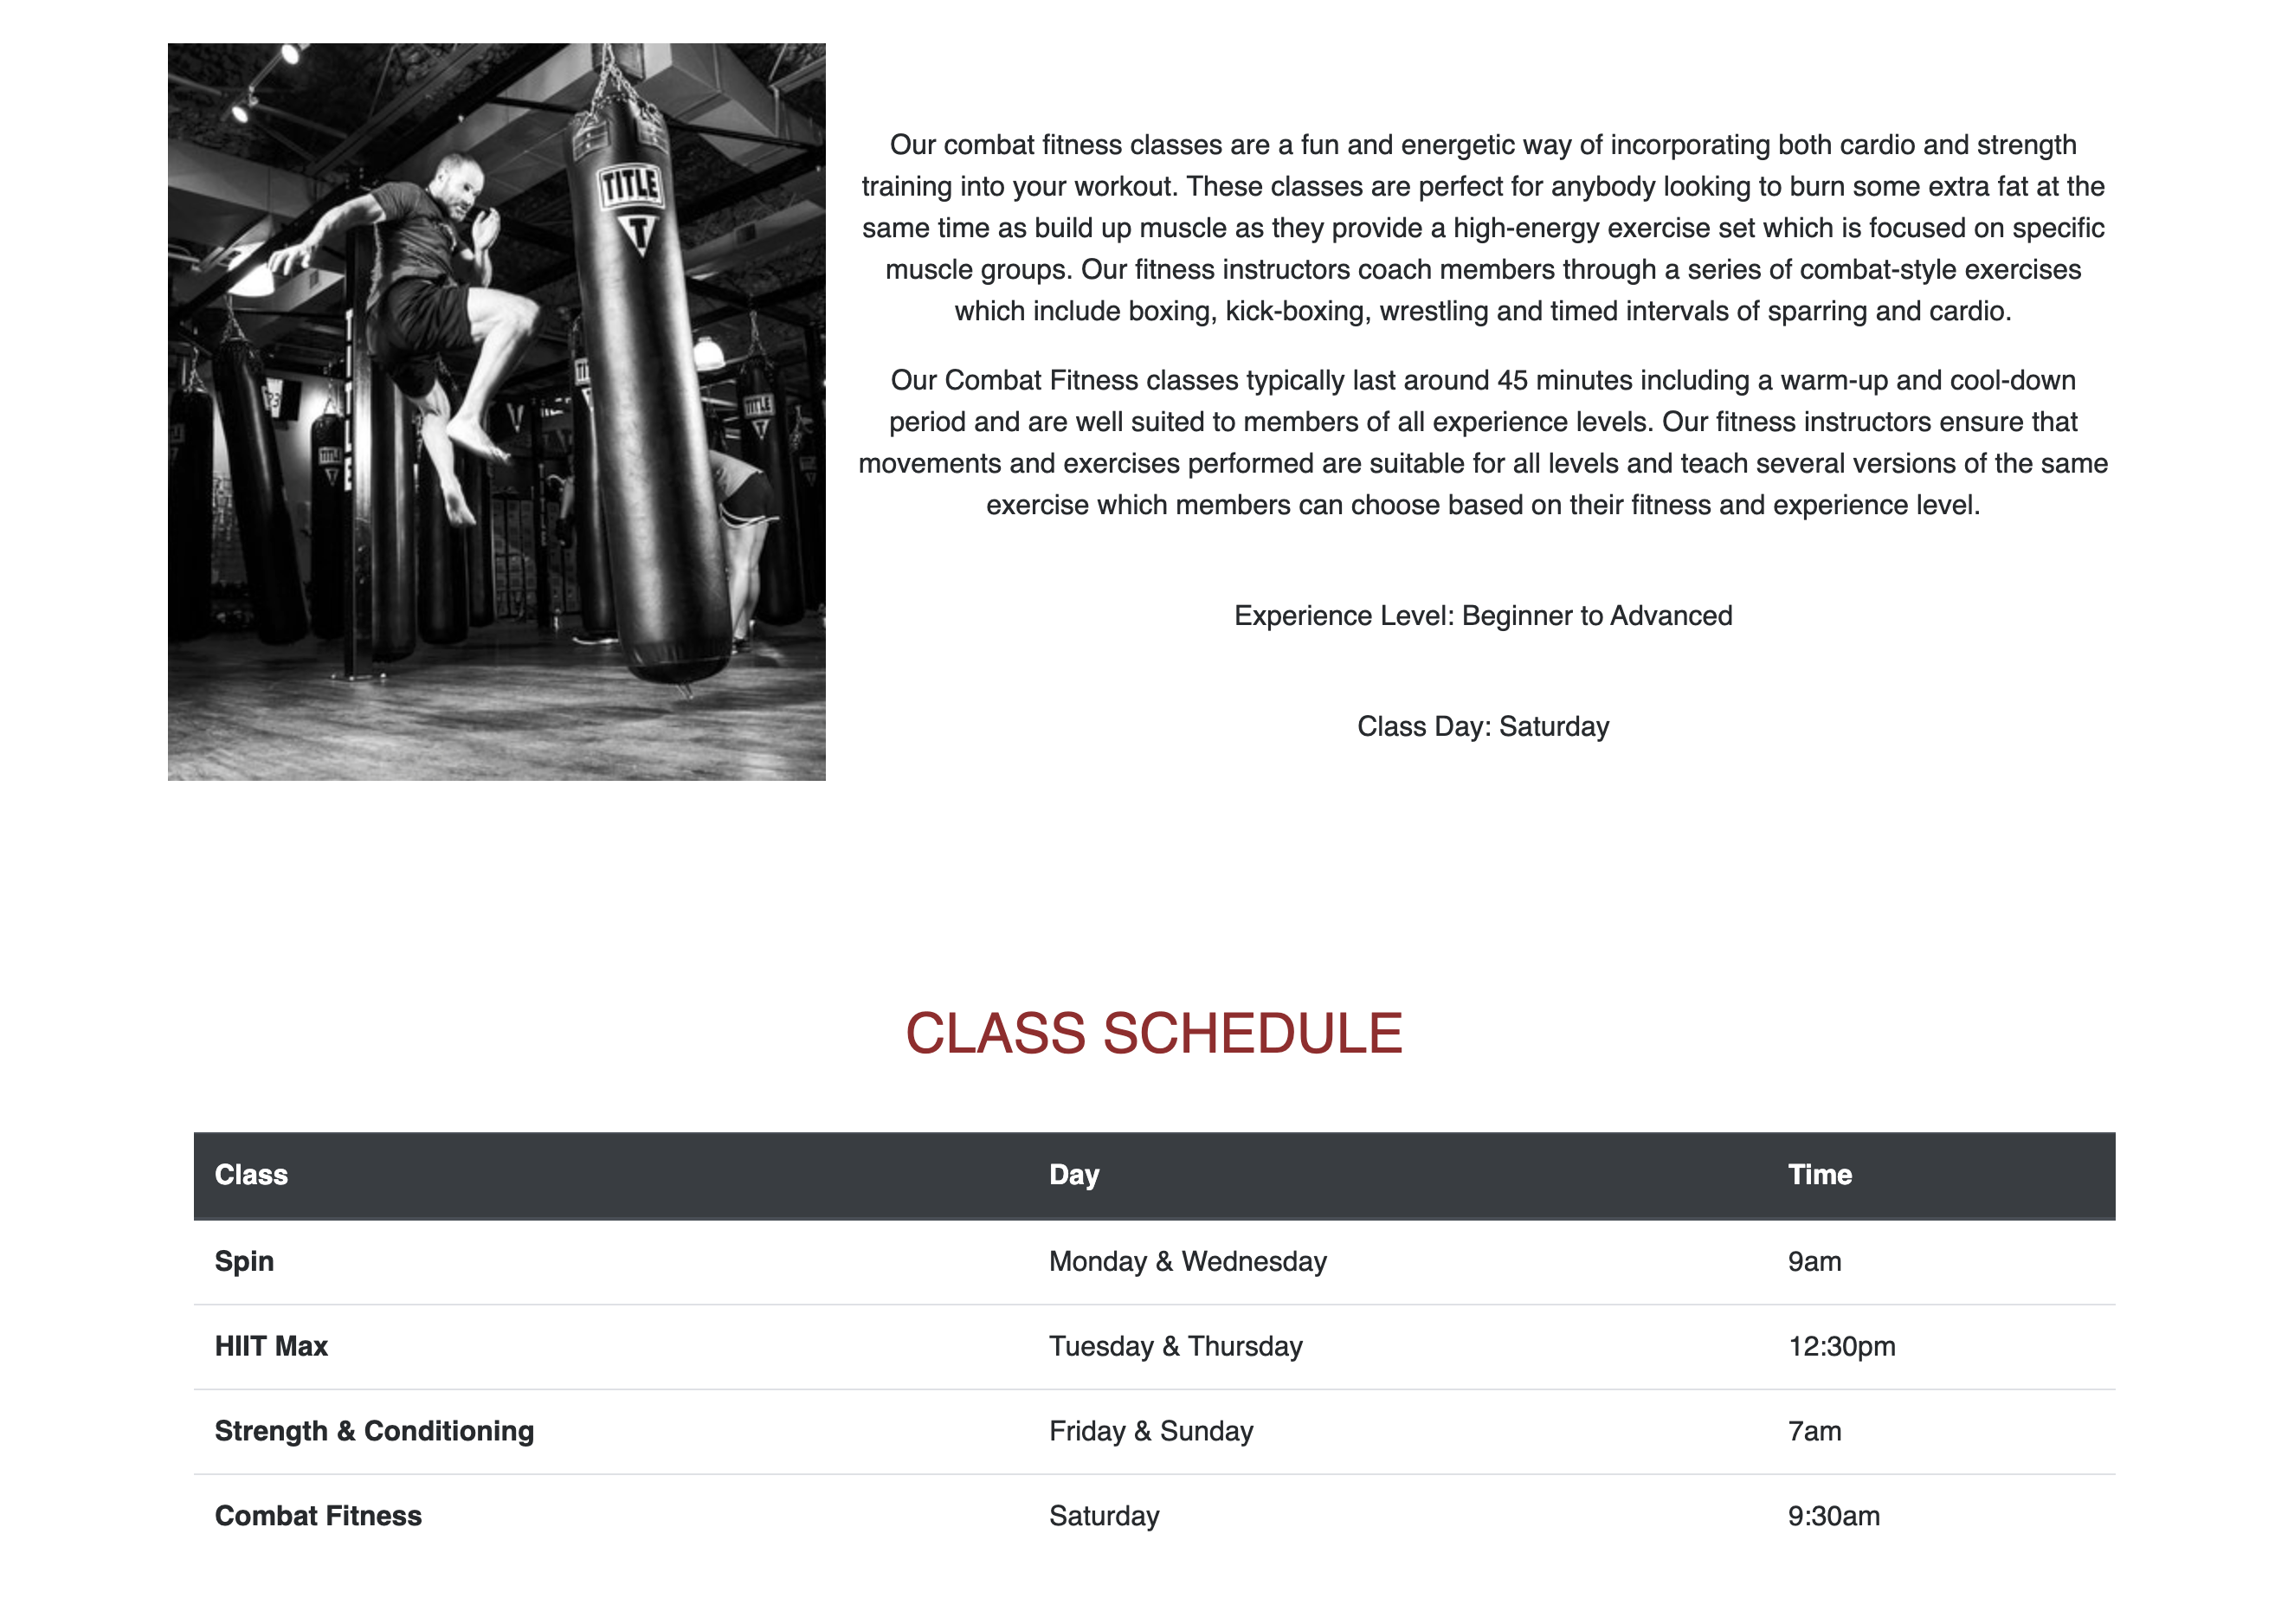 TITLE
T
TITLE
TITLE
T
TITLE
Our combat fitness classes are a fun and energetic way of incorporating both cardio and strength
training into your workout. These classes are perfect for anybody looking to burn some extra fat at the
same time as build up muscle as they provide a high-energy exercise set which is focused on specific
muscle groups. Our fitness instructors coach members through a series of combat-style exercises
which include boxing, kick-boxing, wrestling and timed intervals of sparring and cardio.
Our Combat Fitness classes typically last around 45 minutes including a warm-up and cool-down
period and are well suited to members of all experience levels. Our fitness instructors ensure that
movements and exercises performed are suitable for all levels and teach several versions of the same
exercise which members can choose based on their fitness and experience level.
Experience Level: Beginner to Advanced
Class Day: Saturday
CLASS SCHEDULE
Class Day Time
Spin Monday & Wednesday 9am
HIIT Max Tuesday & Thursday 12:30pm
Strength & Conditioning Friday & Sunday 7am
Combat Fitness Saturday 9:30am